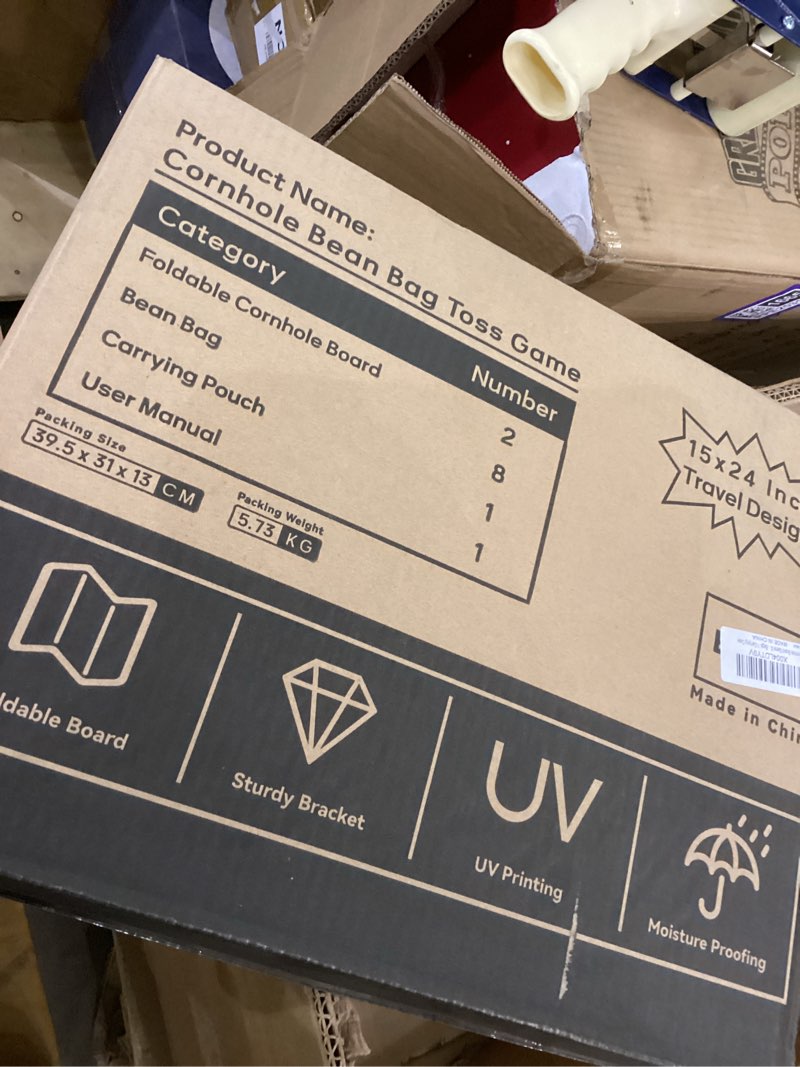 Product Name:
Cornhole Bean Bag Toss Game
Category Number
Foldable Cornhole Board 2
Bean Bag 8
Carrying Pouch 1
User Manual 1
Packing Size
39.5 x 31 x 13 CM
Packing Weight
5.73 KG
15x24 Inc
Travel Desig
Made in Chin
ldable Board
Sturdy Bracket
UV
UV Printing
Moisture Proofing